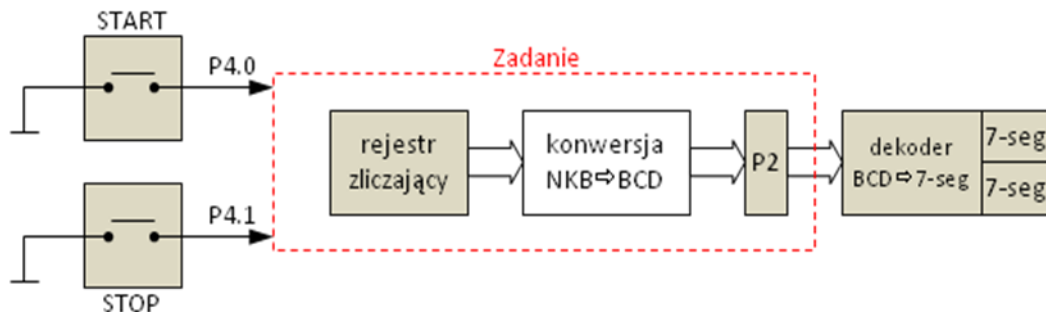 START
P4.0
Zadanie
rejestr
zliczający
konwersja
NKB⇨BCD
P2
dekoder
BCD⇨7-seg
7-seg
7-seg
P4.1
STOP